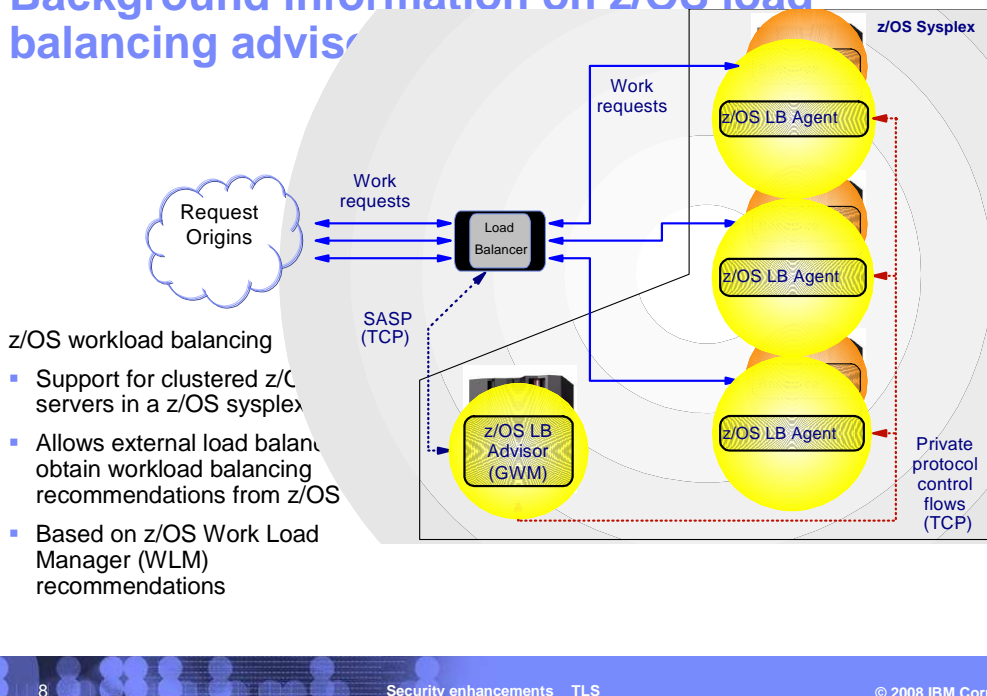 Background information on z/OS load
balancing
z/OS Sysplex
Work
requests
z/OS LB Agent
Work
requests
Request
Origins
Load
Balancer
z/OS LB Agent
SASP
(TCP)
z/OS workload balancing
Support for clustered
servers in a z/OS sysplex
Allows external load
obtain workload balancing
recommendations from z/OS
Based on z/OS Work Load
Manager (WLM)
recommendations
z/OS LB
Advisor
(GWM)
z/OS LB Agent
Private
protocol
control
flows
(TCP)
8
Security enhancements TLS
© 2008 IBM